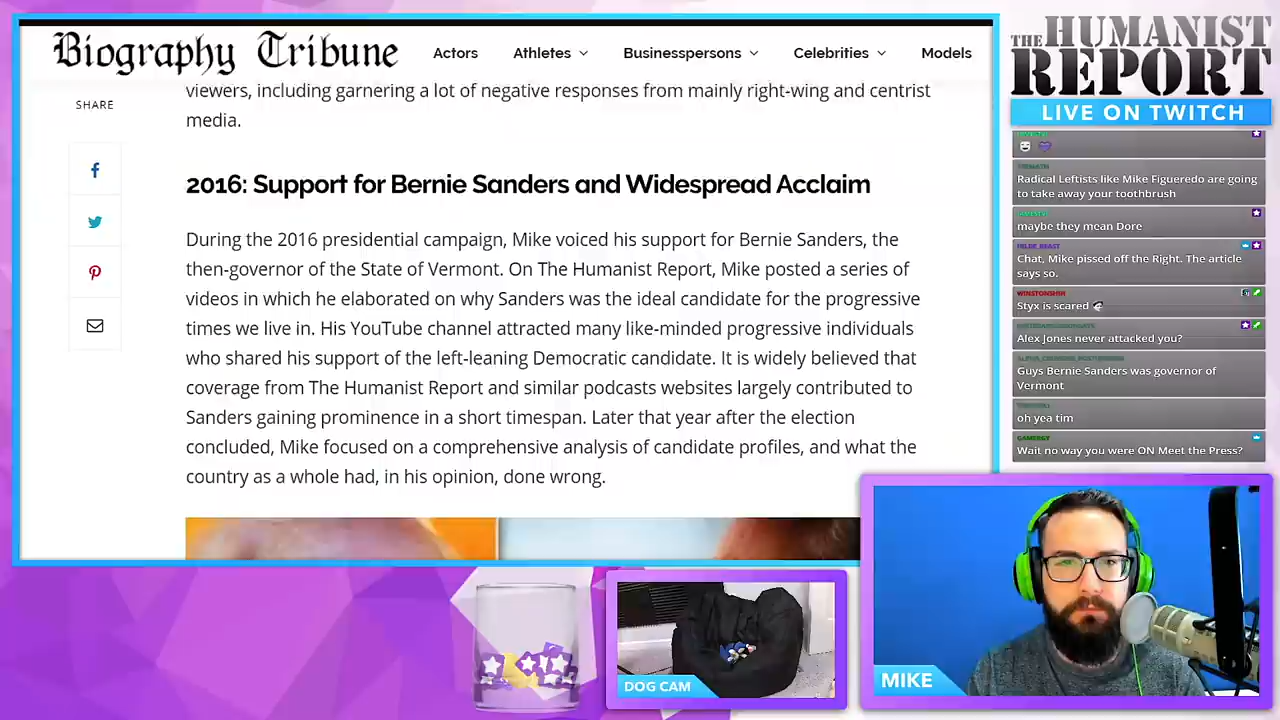 Biography Tribune
Actors
Athletes
Businesspersons
Celebrities
Models
SHARE
viewers, including garnering a lot of negative responses from mainly right-wing and centrist
media.
2016: Support for Bernie Sanders and Widespread Acclaim
During the 2016 presidential campaign, Mike voiced his support for Bernie Sanders, the
then-governor of the State of Vermont. On The Humanist Report, Mike posted a series of
videos in which he elaborated on why Sanders was the ideal candidate for the progressive
times we live in. His YouTube channel attracted many like-minded progressive individuals
who shared his support of the left-leaning Democratic candidate. It is widely believed that
coverage from The Humanist Report and similar podcasts websites largely contributed to
Sanders gaining prominence in a short timespan. Later that year after the election
concluded, Mike focused on a comprehensive analysis of candidate profiles, and what the
country as a whole had, in his opinion, done wrong.
THE HUMANIST
REPORT
LIVE ON TWITCH
Radical Leftists like Mike Figueredo are going
to take away your toothbrush
maybe they mean Dore
Chat, Mike pissed off the Right. The article
says so.
Styx is scared
Alex Jones never attacked you?
Guys Bernie Sanders was governor of
Vermont
oh yea tim
Wait no way you were ON Meet the Press?
DOG CAM
MIKE